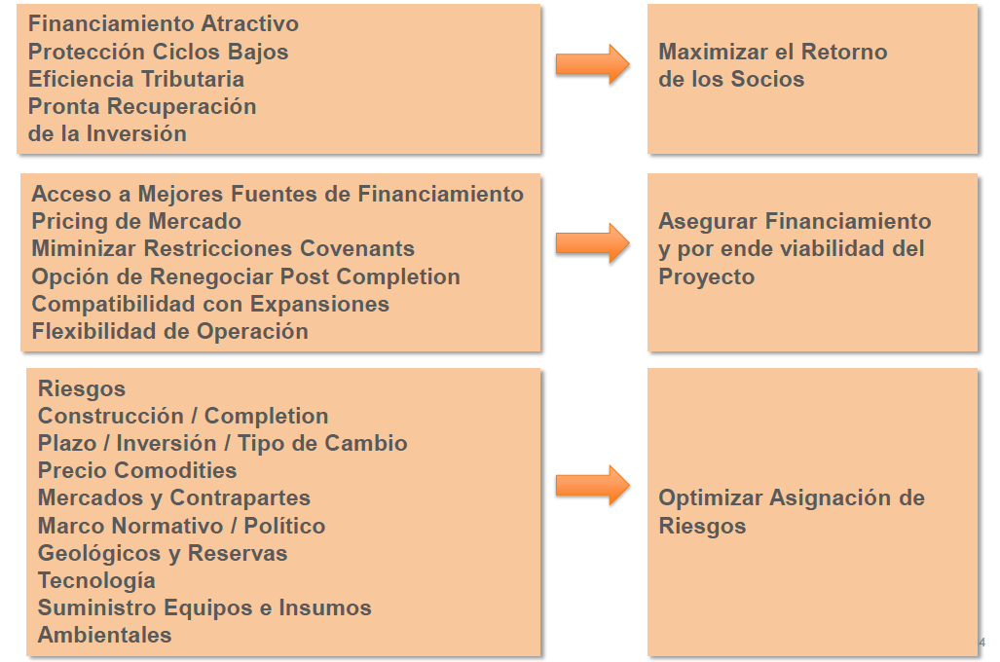 Financiamiento Atractivo
Protección Ciclos Bajos
Eficiencia Tributaria
Pronta Recuperación
de la Inversión
Maximizar el Retorno
de los Socios
Acceso a Mejores Fuentes de Financiamiento
Pricing de Mercado
Miminizar Restricciones Covenants
Opción de Renegociar Post Completion
Compatibilidad con Expansiones
Flexibilidad de Operación
Asegurar Financiamiento
y por ende viabilidad del
Proyecto
Riesgos
Construcción / Completion
Plazo / Inversión / Tipo de Cambio
Precio Comodities
Mercados y Contrapartes
Marco Normativo / Político
Geológicos y Reservas
Tecnología
Suministro Equipos e Insumos
Ambientales
Optimizar Asignación de
Riesgos
4